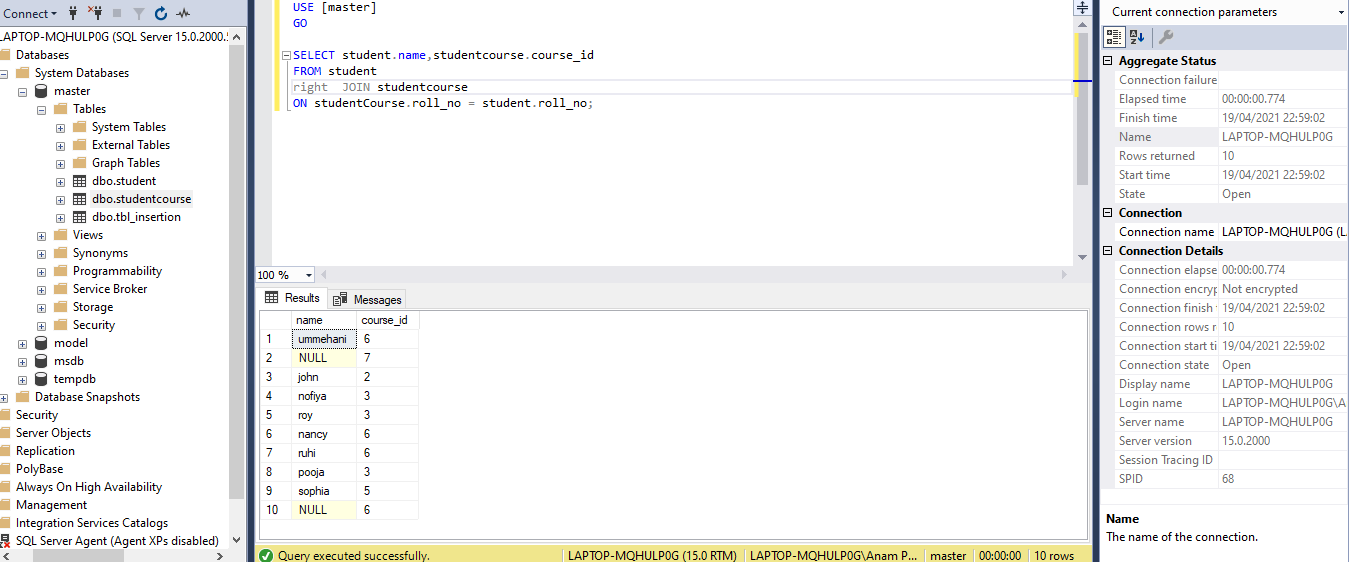 Connect
LAPTOP-MQHULP0G (SQL Server 15.0.2000.5
Databases
System Databases
master
Tables
System Tables
External Tables
Graph Tables
dbo.student
dbo.studentcourse
dbo.tbl_insertion
Views
Synonyms
Programmability
Service Broker
Storage
Security
model
msdb
tempdb
Database Snapshots
Security
Server Objects
Replication
PolyBase
Always On High Availability
Management
Integration Services Catalogs
SQL Server Agent (Agent XPs disabled)
USE [master]
GO
SELECT student.name,studentcourse.course_id
FROM student
right  JOIN studentcourse
ON studentCourse.roll_no = student.roll_no;
100 %
Results Messages
name course_id
1 ummehani 6
2 NULL 7
3 john 2
4 nofiya 3
5 roy 3
6 nancy 6
7 ruhi 6
8 pooja 3
9 sophia 5
10 NULL 6
Query executed successfully. LAPTOP-MQHULP0G (15.0 RTM) LAPTOP-MQHULP0G\Anam P... master 00:00:00 10 rows
Current connection parameters
Aggregate Status
Connection failure
Elapsed time 00:00:00.774
Finish time 19/04/2021 22:59:02
Name LAPTOP-MQHULP0G
Rows returned 10
Start time 19/04/2021 22:59:02
State Open
Connection
Connection name LAPTOP-MQHULP0G (L
Connection Details
Connection elapse 00:00:00.774
Connection encryp Not encrypted
Connection finish 19/04/2021 22:59:02
Connection rows r 10
Connection start ti 19/04/2021 22:59:02
Connection state Open
Display name LAPTOP-MQHULP0G
Login name LAPTOP-MQHULP0G\A
Server name LAPTOP-MQHULP0G
Server version 15.0.2000
Session Tracing ID
SPID 68
Name
The name of the connection.